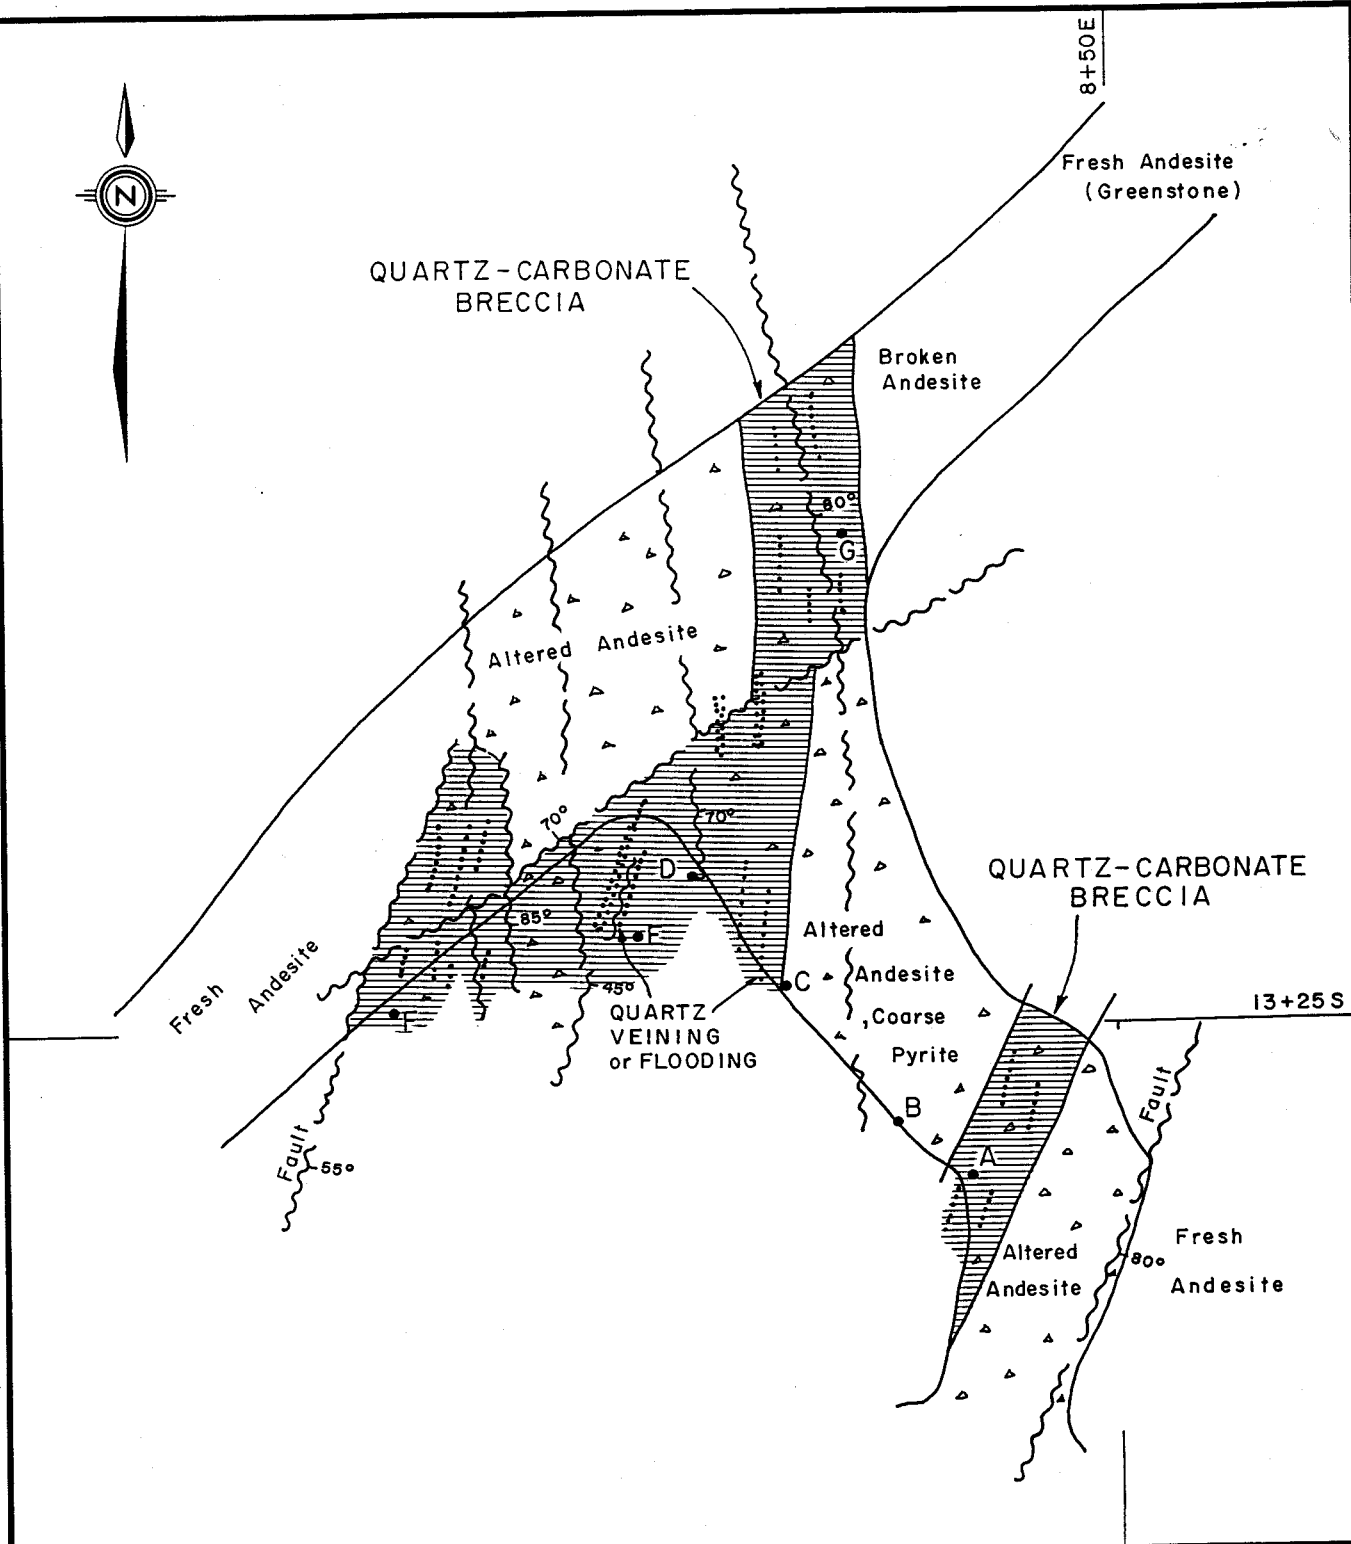 8+50E
N
Fresh Andesite
(Greenstone)
QUARTZ-CARBONATE
BRECCIA
Broken
Andesite
80°
G
Altered Andesite
70°
70°
D
QUARTZ-CARBONATE
BRECCIA
85°
Altered
E
Fresh Andesite
Andesite
C
45°
QUARTZ
VEINING
or FLOODING
Coarse
Pyrite
13+25 S
Fault
B
A
Fault
55°
Altered
Andesite
80°
Fresh
Andesite